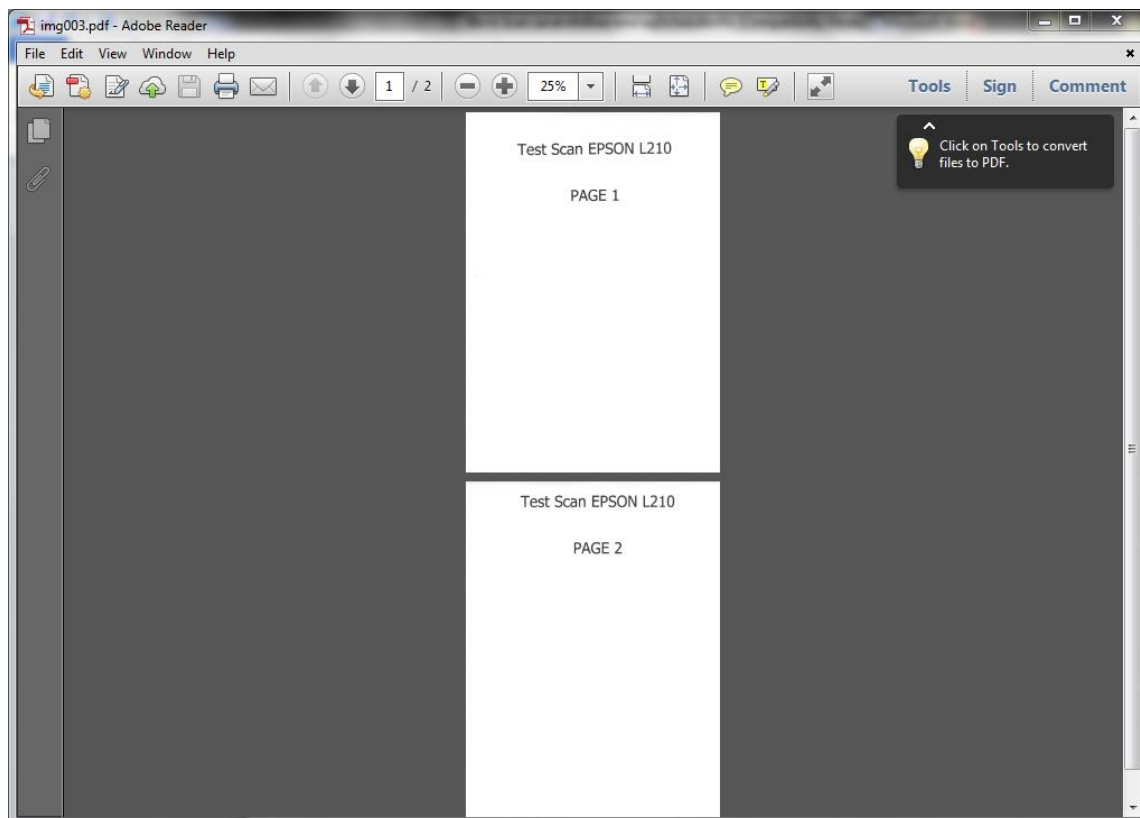 img003.pdf - Adobe Reader
File Edit View Window Help
1 / 2 25% Tools Sign Comment
Click on Tools to convert
files to PDF.
Test Scan EPSON L210
PAGE 1
Test Scan EPSON L210
PAGE 2